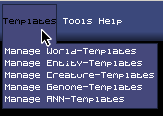 Templates Tools Help
Manage World-Templates
Manage Entity-Templates
Manage Creature-Templates
Manage Genome-Templates
Manage ANN-Templates